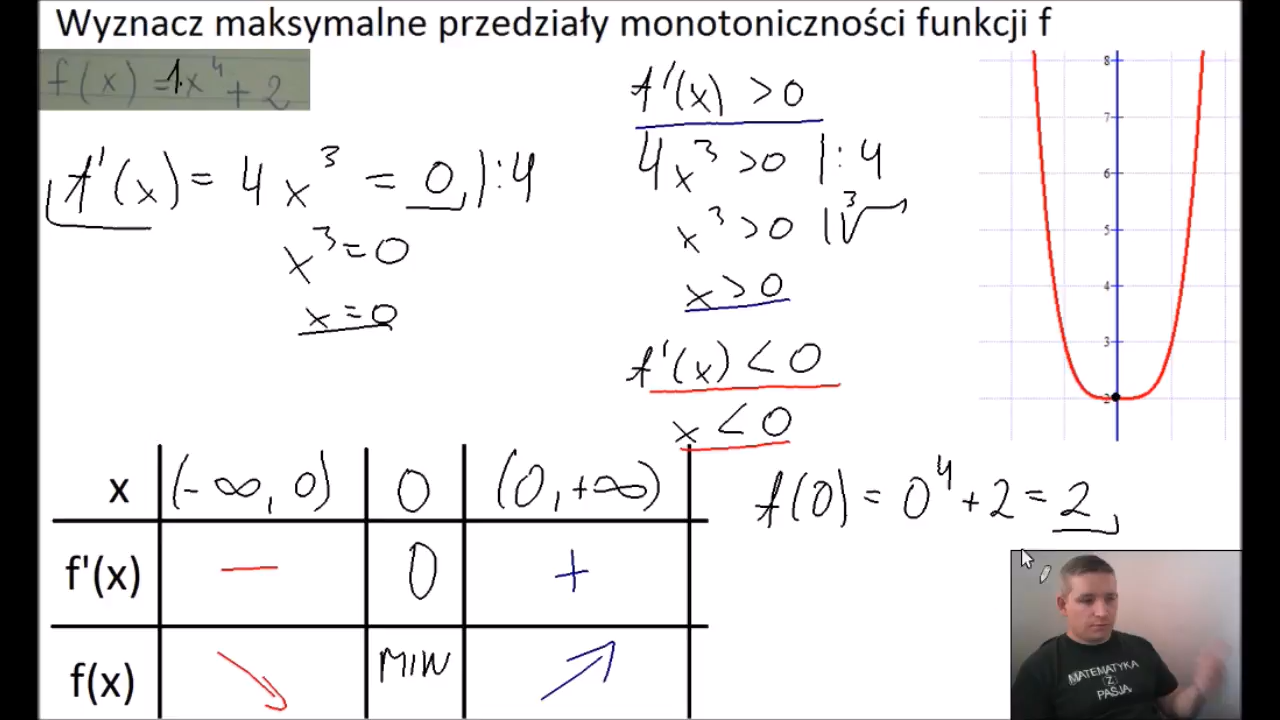 Wyznacz maksymalne przedziały monotoniczności funkcji f
f(x) = 1x⁴ + 2
f'(x) = 4x³ = 0 |:4
x³ = 0
x = 0
f'(x) > 0
4x³ > 0 |:4
x³ > 0 |∛
x > 0
f'(x) < 0
x < 0
8
7
6
5
4
3
2
f(0) = 0⁴ + 2 = 2
x (-∞, 0) 0 (0, +∞)
f'(x) — 0 +
f(x) ↘ MIN ↗
MATEMATYKA
Z
PASJĄ